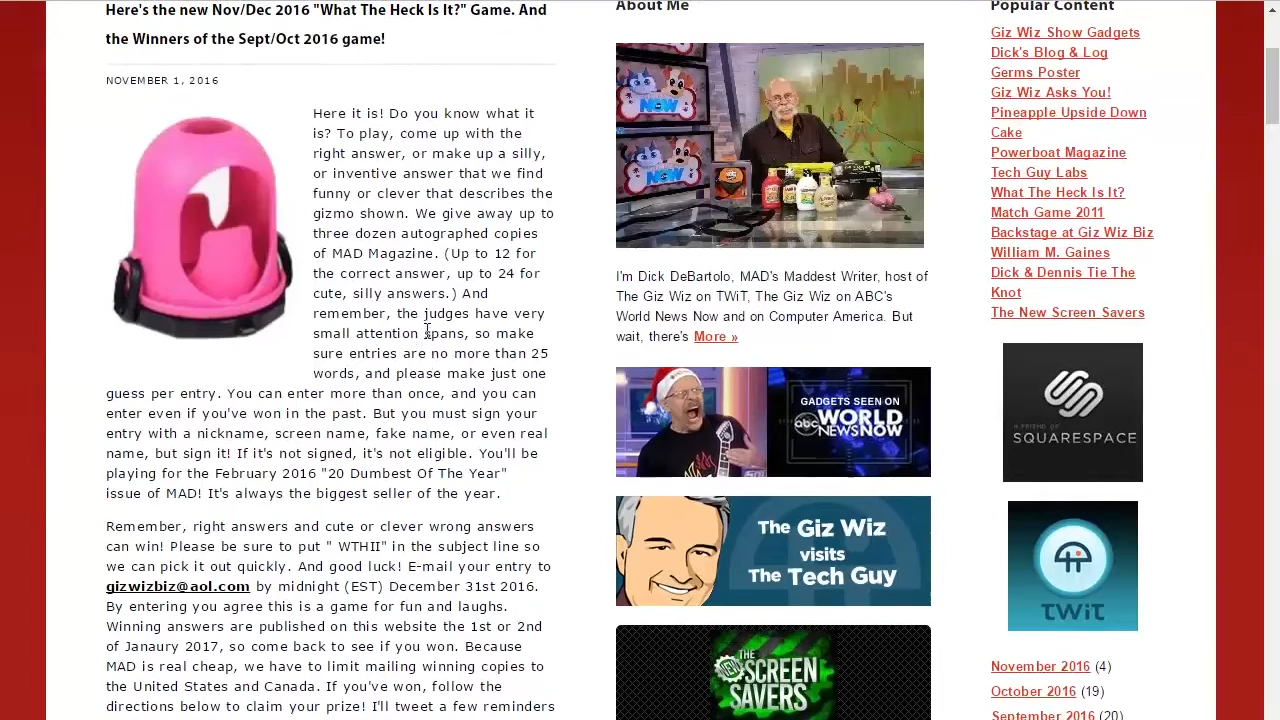 Here's the new Nov/Dec 2016 "What The Heck Is It?" Game. And
the Winners of the Sept/Oct 2016 game!
NOVEMBER 1, 2016
Here it is! Do you know what it
is? To play, come up with the
right answer, or make up a silly,
or inventive answer that we find
funny or clever that describes the
gizmo shown. We give away up to
three dozen autographed copies
of MAD Magazine. (Up to 12 for
the correct answer, up to 24 for
cute, silly answers.) And
remember, the judges have very
small attention spans, so make
sure entries are no more than 25
words, and please make just one
guess per entry. You can enter more than once, and you can
enter even if you've won in the past. But you must sign your
entry with a nickname, screen name, fake name, or even real
name, but sign it! If it's not signed, it's not eligible. You'll be
playing for the February 2016 "20 Dumbest Of The Year"
issue of MAD! It's always the biggest seller of the year.
Remember, right answers and cute or clever wrong answers
can win! Please be sure to put " WTHII" in the subject line so
we can pick it out quickly. And good luck! E-mail your entry to
gizwizbiz@aol.com by midnight (EST) December 31st 2016.
By entering you agree this is a game for fun and laughs.
Winning answers are published on this website the 1st or 2nd
of Janaury 2017, so come back to see if you won. Because
MAD is real cheap, we have to limit mailing winning copies to
the United States and Canada. If you've won, follow the
directions below to claim your prize! I'll tweet a few reminders
About Me
NOW
NOW
I'm Dick DeBartolo, MAD's Maddest Writer, host of
The Giz Wiz on TWiT, The Giz Wiz on ABC's
World News Now and on Computer America. But
wait, there's More »
GADGETS SEEN ON
abc WORLD
NEWS NOW
The Giz Wiz
visits
The Tech Guy
THE
NEW SCREEN
SAVERS
Popular Content
Giz Wiz Show Gadgets
Dick's Blog & Log
Germs Poster
Giz Wiz Asks You!
Pineapple Upside Down
Cake
Powerboat Magazine
Tech Guy Labs
What The Heck Is It?
Match Game 2011
Backstage at Giz Wiz Biz
William M. Gaines
Dick & Dennis Tie The
Knot
The New Screen Savers
A FRIEND OF
SQUARESPACE
TWiT
November 2016 (4)
October 2016 (19)
September 2016 (20)